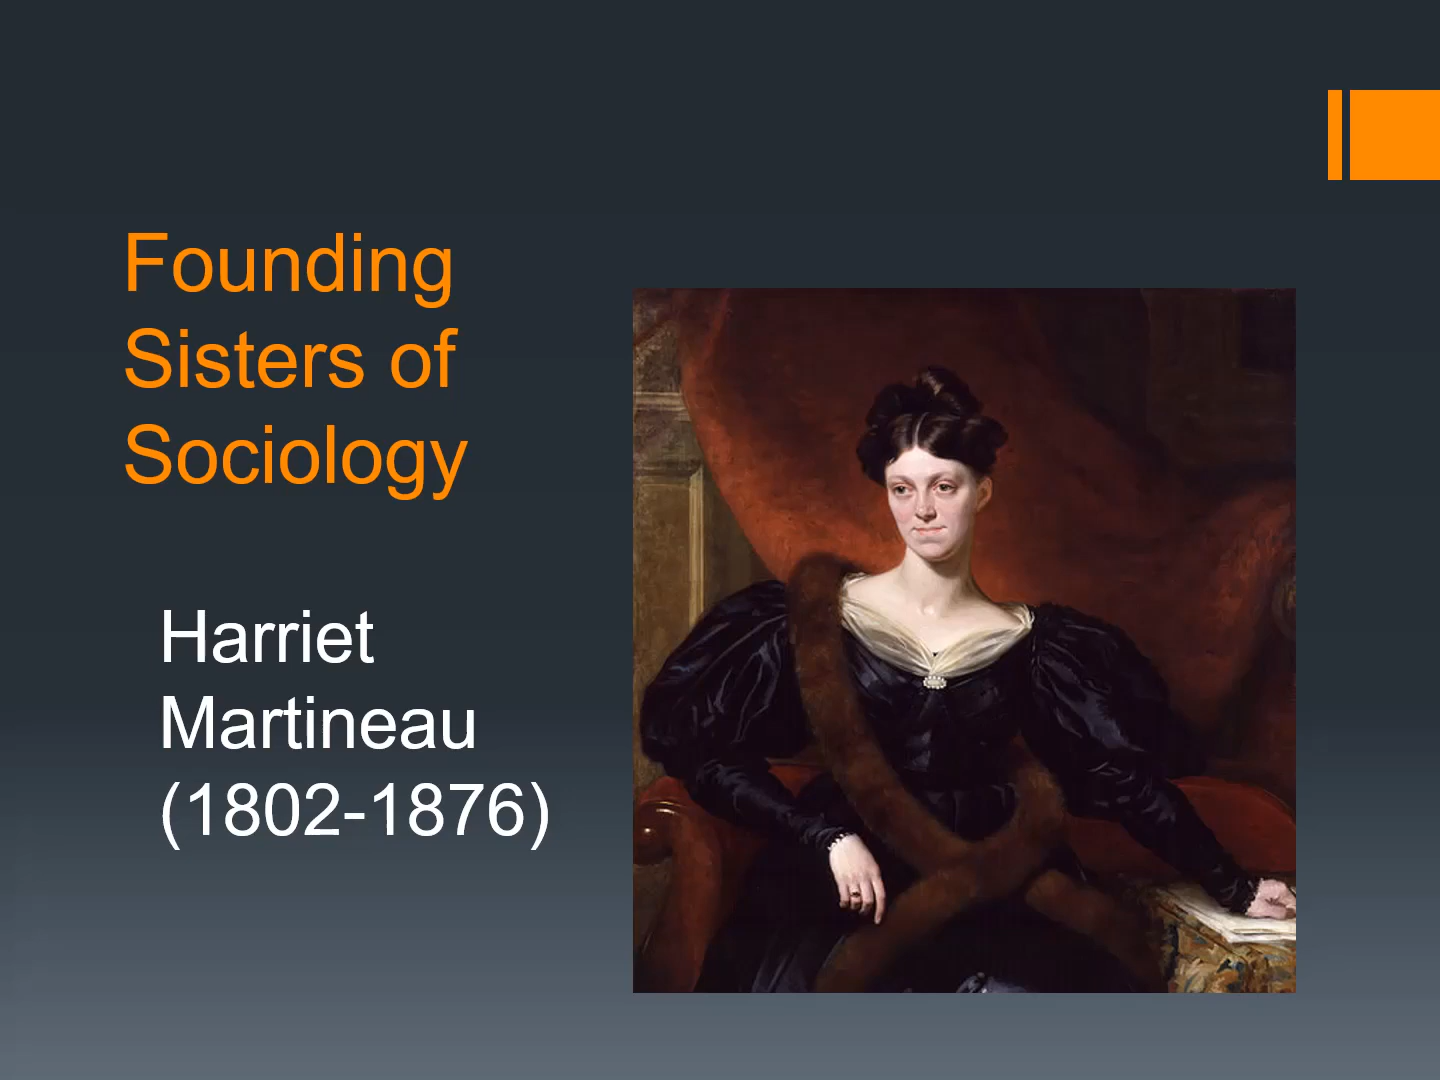 Founding
Sisters of
Sociology
Harriet
Martineau
(1802-1876)